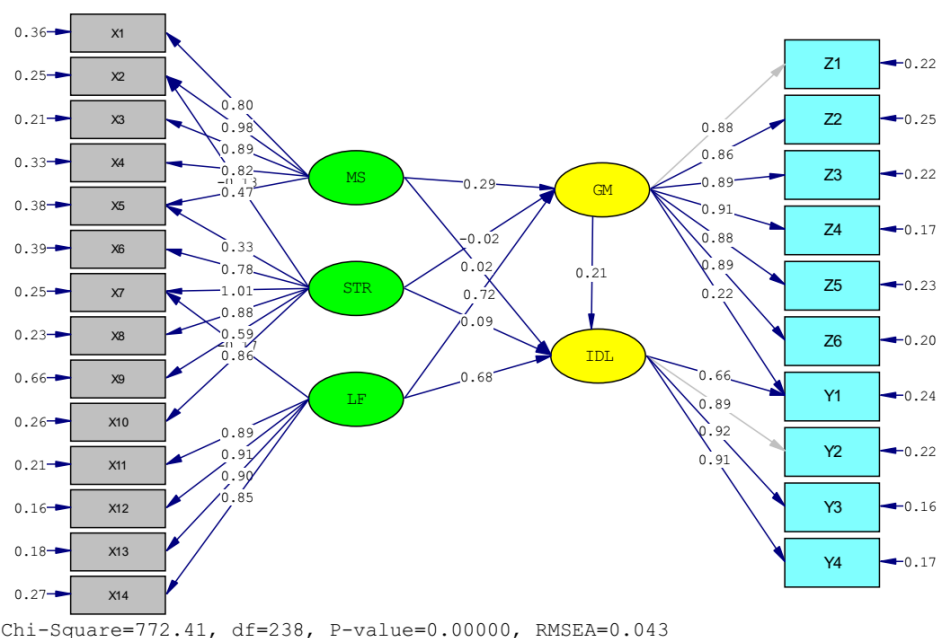 0.36
X1
0.25
X2
0.21
X3
0.33
X4
0.38
X5
0.39
X6
0.25
X7
0.23
X8
0.66
X9
0.26
X10
0.21
X11
0.16
X12
0.18
X13
0.27
X14
0.80
0.98
0.89
0.82
0.47
0.33
0.78
1.01
0.88
0.59
0.86
0.89
0.91
0.90
0.85
MS
STR
LF
0.29
-0.02
0.02
0.72
0.09
0.68
GM
0.21
IDL
0.88
0.86
0.89
0.91
0.88
0.89
0.22
0.66
0.89
0.92
0.91
Z1
0.22
Z2
0.25
Z3
0.22
Z4
0.17
Z5
0.23
Z6
0.20
Y1
0.24
Y2
0.22
Y3
0.16
Y4
0.17
Chi-Square=772.41, df=238, P-value=0.00000, RMSEA=0.043